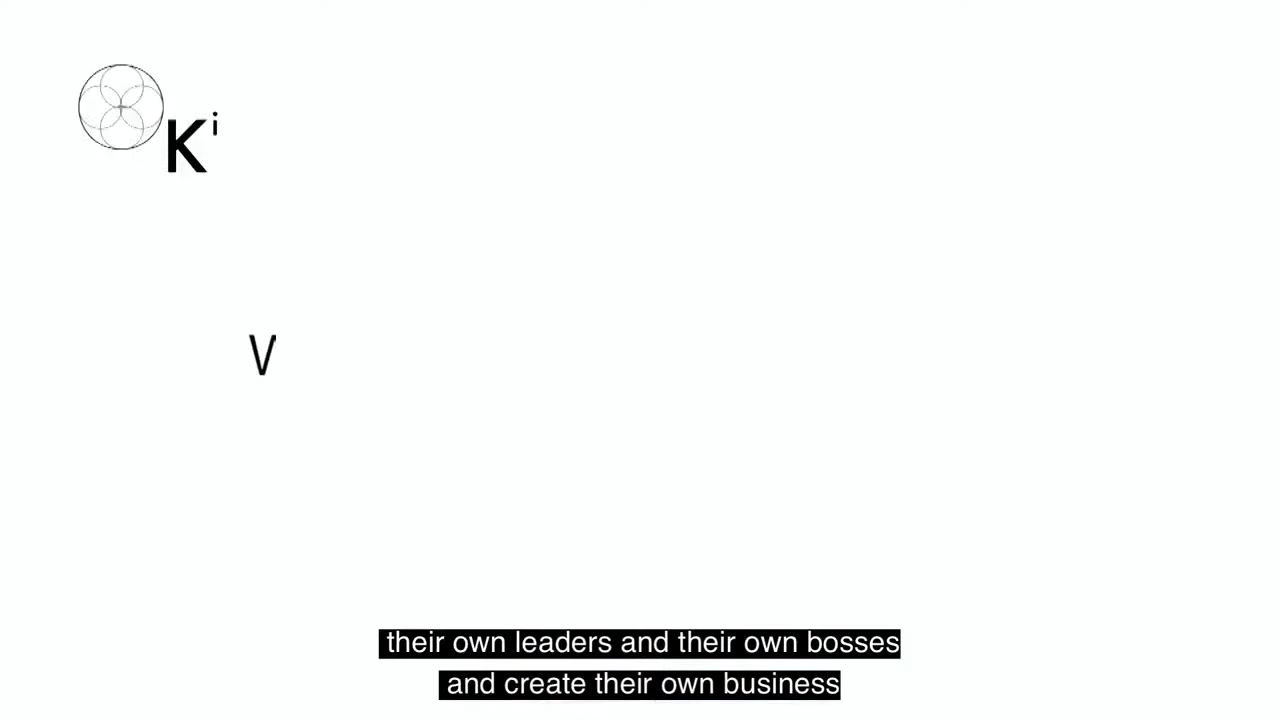 Ki
V
their own leaders and their own bosses
and create their own business